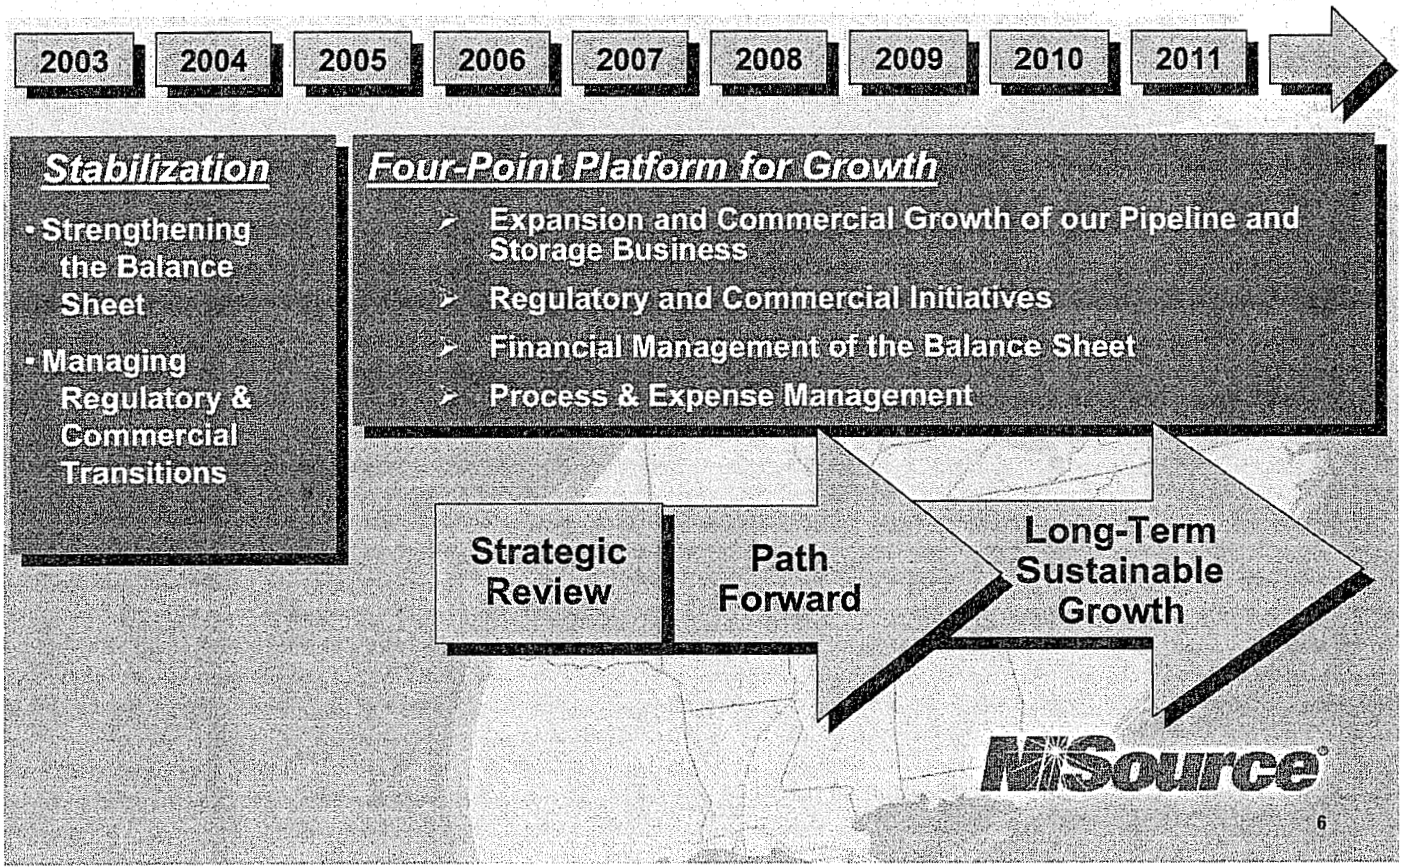 2003 2004 2005 2006 2007 2008 2009 2010 2011
Stabilization
• Strengthening
the Balance
Sheet
• Managing
Regulatory &
Commercial
Transitions
Four-Point Platform for Growth
➢ Expansion and Commercial Growth of our Pipeline and
Storage Business
➢ Regulatory and Commercial Initiatives
➢ Financial Management of the Balance Sheet
➢ Process & Expense Management
Strategic
Review
Path
Forward
Long-Term
Sustainable
Growth
NiSource®
6